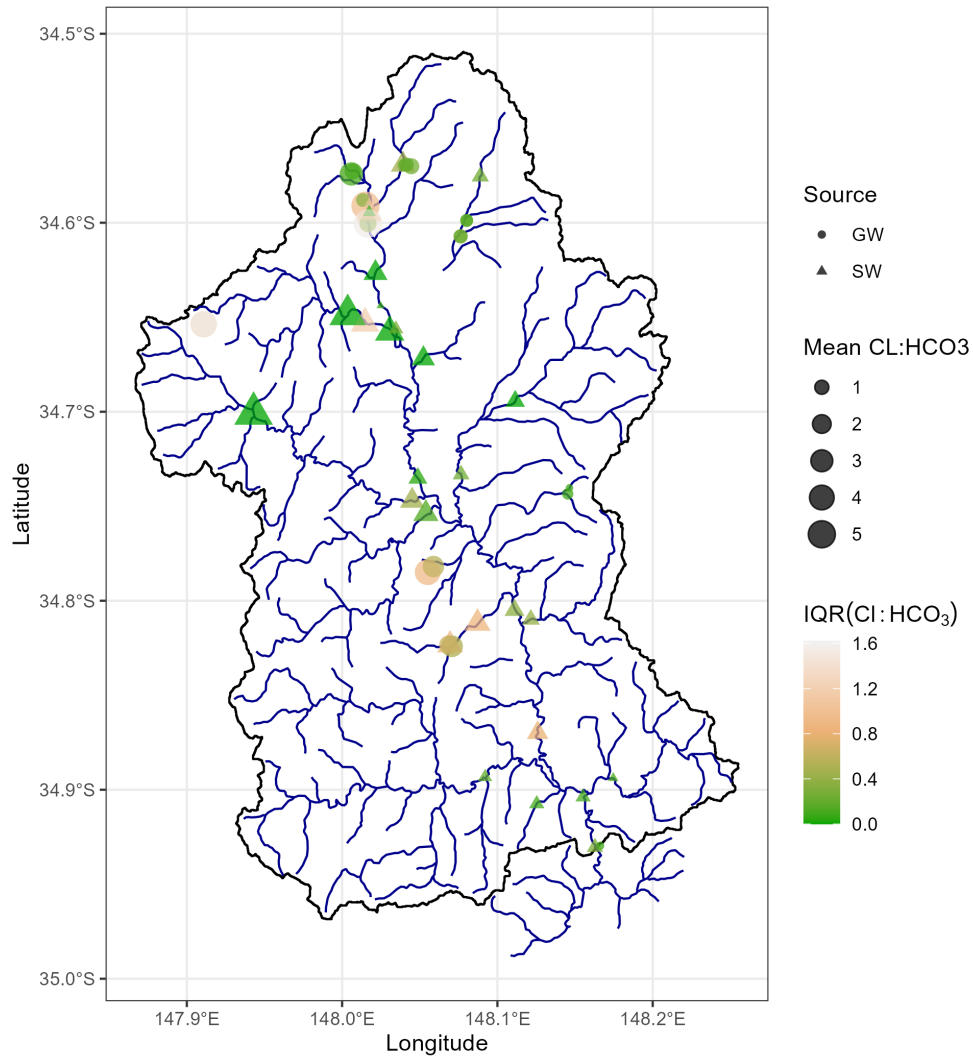 34.5°S
34.6°S
34.7°S
34.8°S
34.9°S
35.0°S
Latitude
147.9°E 148.0°E 148.1°E 148.2°E
Longitude
Source
GW
SW
Mean CL:HCO3
1
2
3
4
5
IQR(Cl : HCO₃)
1.6
1.2
0.8
0.4
0.0